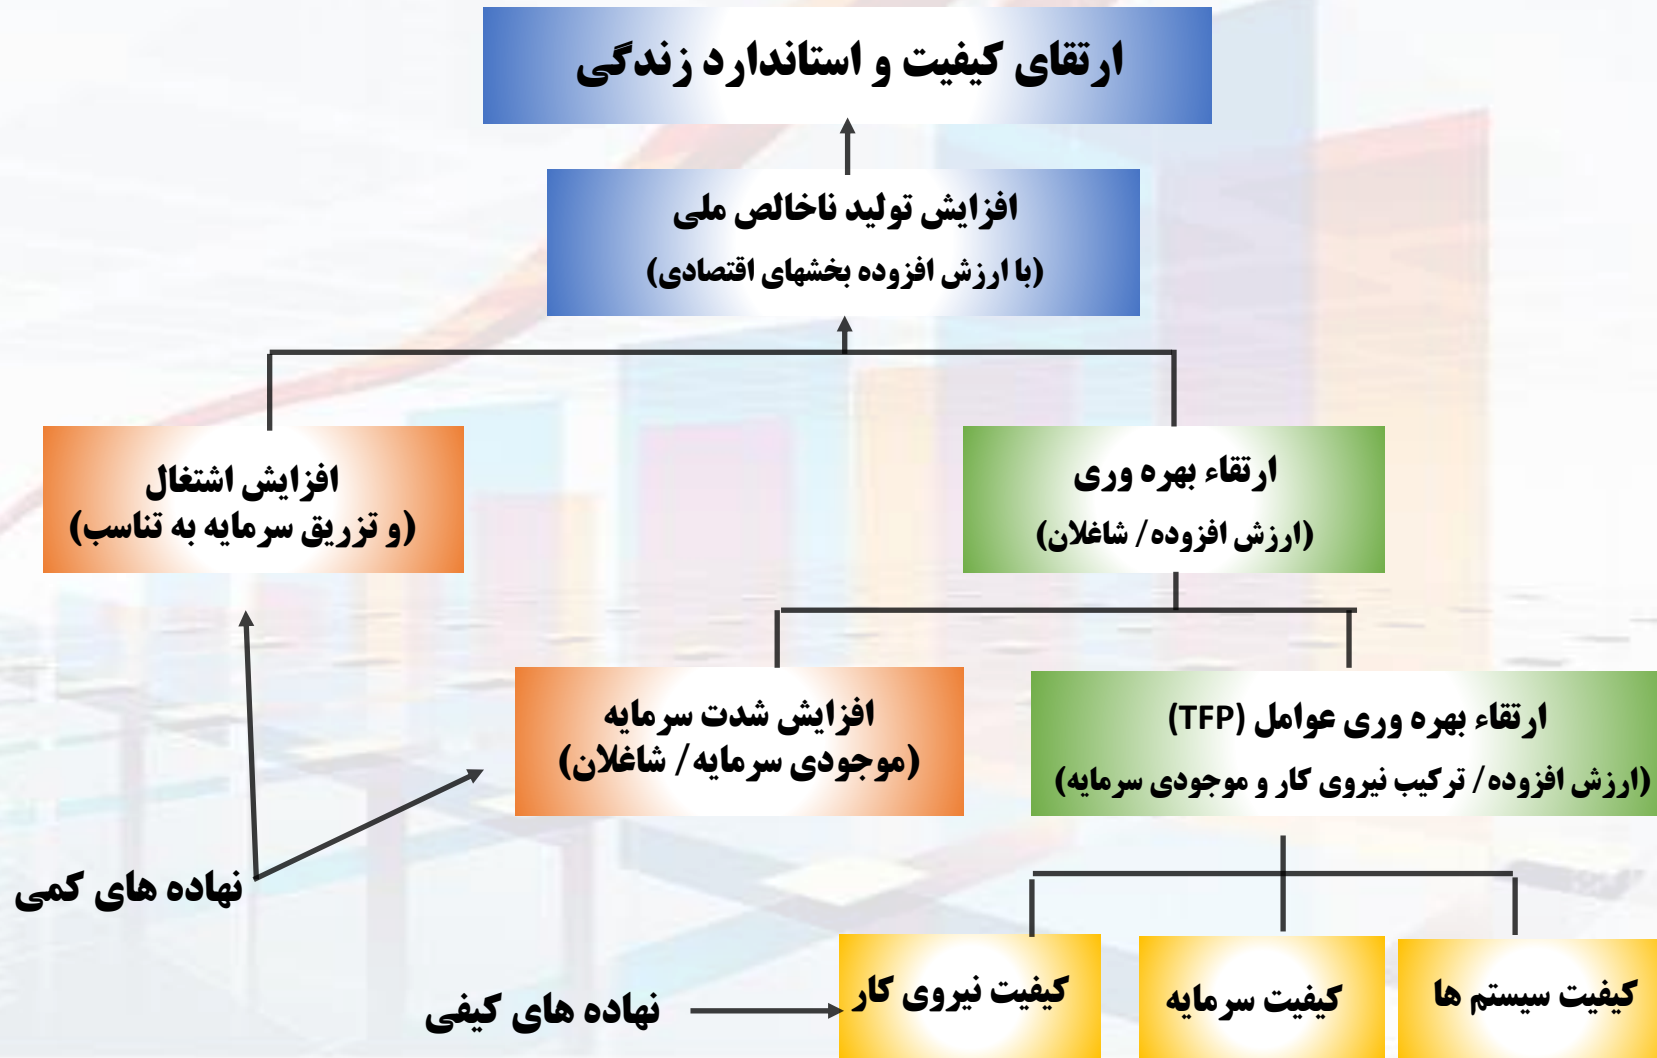 ارتقای کیفیت و استاندارد زندگی
افزایش تولید ناخالص ملی
(با ارزش افزوده بخشهای اقتصادی)
ارتقاء بهره وری
(ارزش افزوده/ شاغلان)
افزایش اشتغال
(و تزریق سرمایه به تناسب)
ارتقاء بهره وری عوامل (TFP)
(ارزش افزوده/ ترکیب نیروی کار و موجودی سرمایه)
افزایش شدت سرمایه
(موجودی سرمایه/ شاغلان)
نهاده های کمی
کیفیت سیستم ها
کیفیت سرمایه
کیفیت نیروی کار
نهاده های کیفی